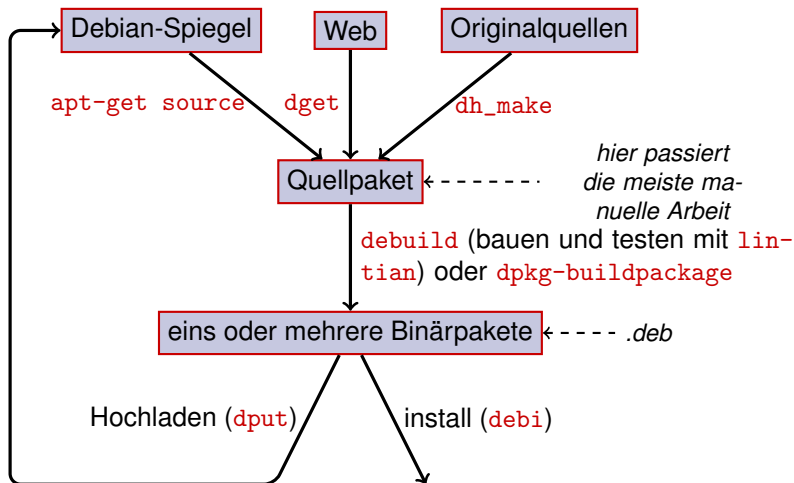 Debian-Spiegel
Web
Originalquellen
apt-get source
dget
dh_make
Quellpaket
hier passiert
die meiste ma-
nuelle Arbeit
debuild (bauen und testen mit lin-
tian) oder dpkg-buildpackage
eins oder mehrere Binärpakete
.deb
Hochladen (dput)
install (debi)